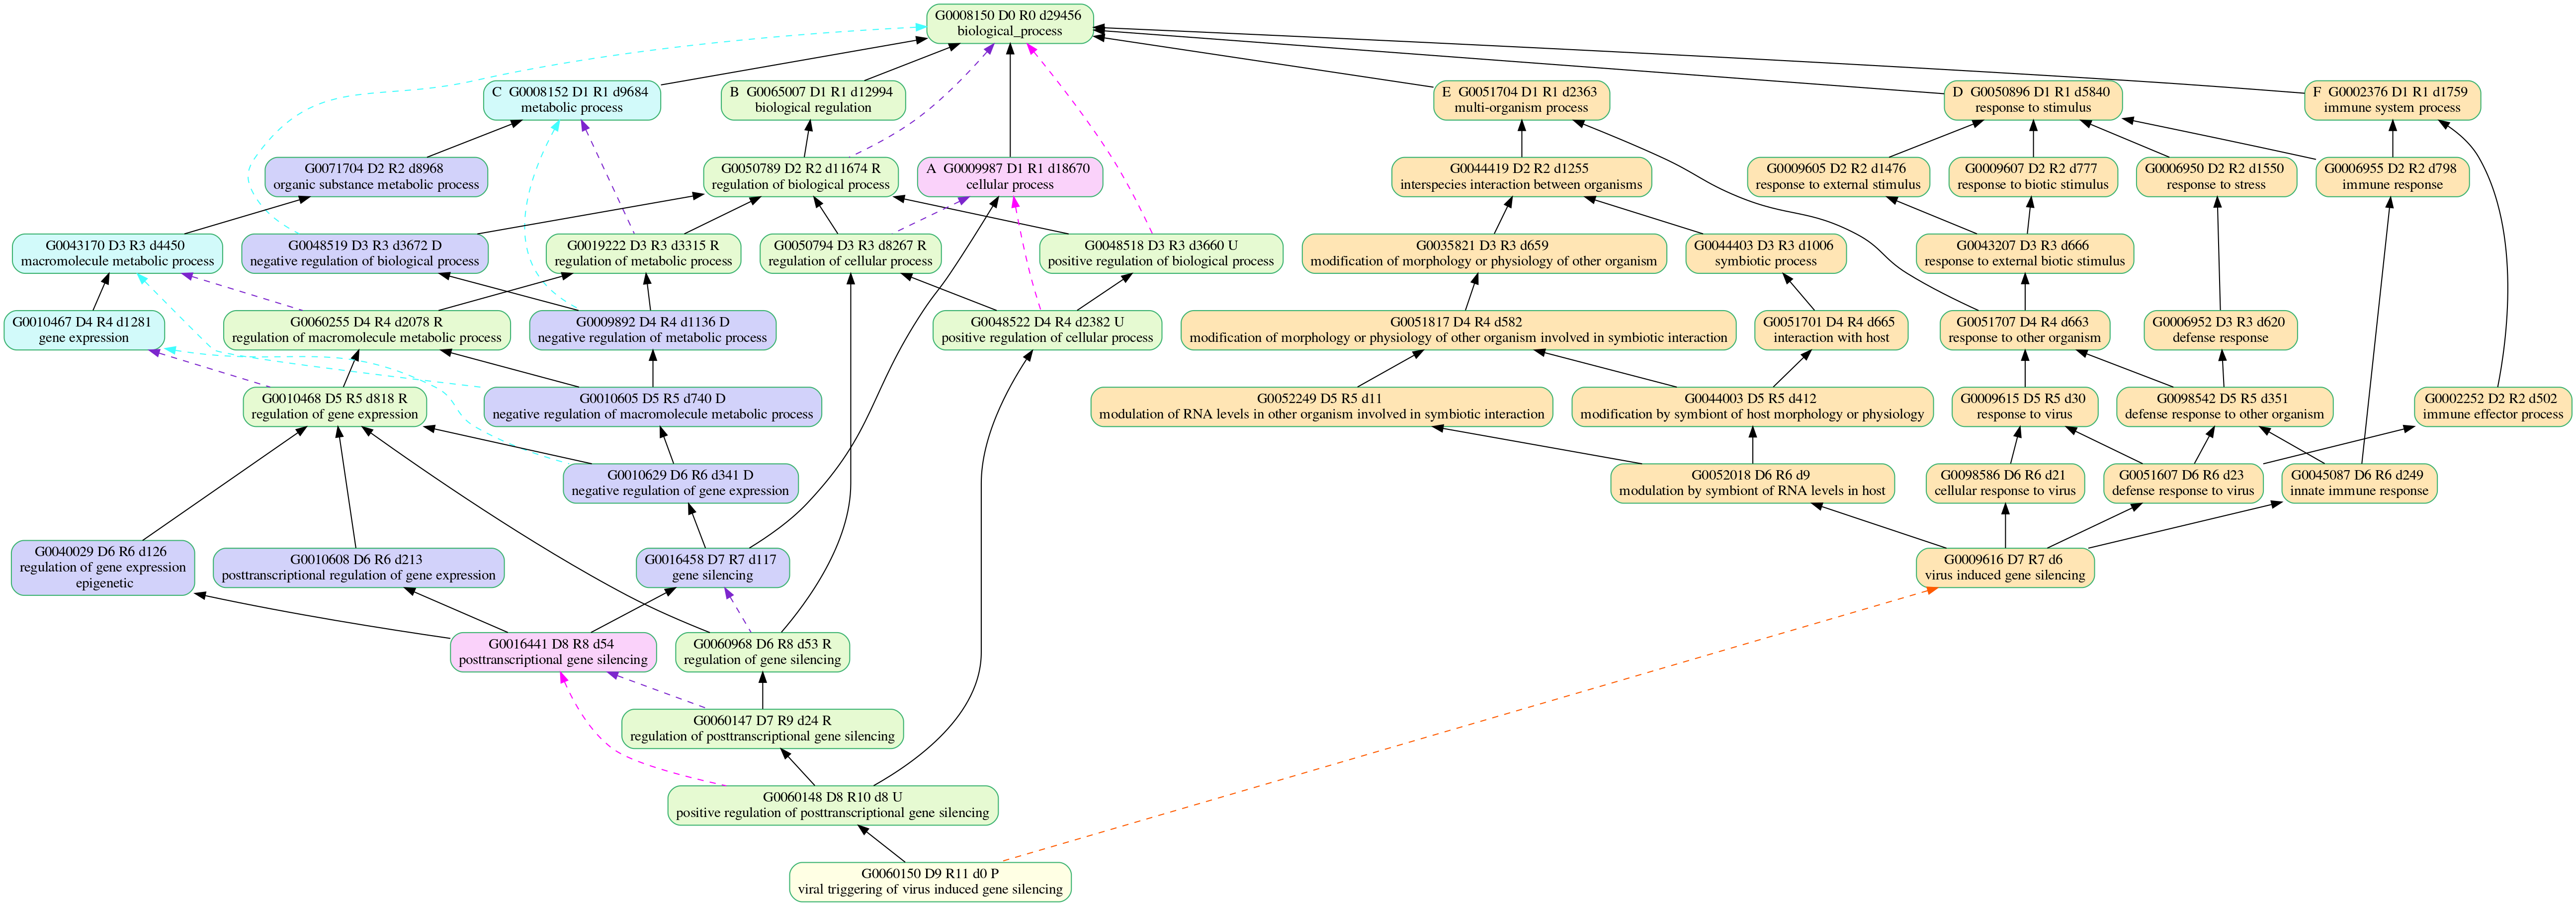 G0008150 D0 R0 d29456
biological_process
C  G0008152 D1 R1 d9684
metabolic process
B  G0065007 D1 R1 d12994
biological regulation
E  G0051704 D1 R1 d2363
multi-organism process
D  G0050896 D1 R1 d5840
response to stimulus
F  G0002376 D1 R1 d1759
immune system process
G0071704 D2 R2 d8968
organic substance metabolic process
G0050789 D2 R2 d11674 R
regulation of biological process
A  G0009987 D1 R1 d18670
cellular process
G0044419 D2 R2 d1255
interspecies interaction between organisms
G0009605 D2 R2 d1476
response to external stimulus
G0009607 D2 R2 d777
response to biotic stimulus
G0006950 D2 R2 d1550
response to stress
G0006955 D2 R2 d798
immune response
G0043170 D3 R3 d4450
macromolecule metabolic process
G0048519 D3 R3 d3672 D
negative regulation of biological process
G0019222 D3 R3 d3315 R
regulation of metabolic process
G0050794 D3 R3 d8267 R
regulation of cellular process
G0048518 D3 R3 d3660 U
positive regulation of biological process
G0035821 D3 R3 d659
modification of morphology or physiology of other organism
G0044403 D3 R3 d1006
symbiotic process
G0043207 D3 R3 d666
response to external biotic stimulus
G0010467 D4 R4 d1281
gene expression
G0060255 D4 R4 d2078 R
regulation of macromolecule metabolic process
G0009892 D4 R4 d1136 D
negative regulation of metabolic process
G0048522 D4 R4 d2382 U
positive regulation of cellular process
G0051817 D4 R4 d582
modification of morphology or physiology of other organism involved in symbiotic interaction
G0051701 D4 R4 d665
interaction with host
G0051707 D4 R4 d663
response to other organism
G0006952 D3 R3 d620
defense response
G0010468 D5 R5 d818 R
regulation of gene expression
G0010605 D5 R5 d740 D
negative regulation of macromolecule metabolic process
G0052249 D5 R5 d11
modulation of RNA levels in other organism involved in symbiotic interaction
G0044003 D5 R5 d412
modification by symbiont of host morphology or physiology
G0009615 D5 R5 d30
response to virus
G0098542 D5 R5 d351
defense response to other organism
G0002252 D2 R2 d502
immune effector process
G0010629 D6 R6 d341 D
negative regulation of gene expression
G0052018 D6 R6 d9
modulation by symbiont of RNA levels in host
G0098586 D6 R6 d21
cellular response to virus
G0051607 D6 R6 d23
defense response to virus
G0045087 D6 R6 d249
innate immune response
G0040029 D6 R6 d126
regulation of gene expression
epigenetic
G0010608 D6 R6 d213
posttranscriptional regulation of gene expression
G0016458 D7 R7 d117
gene silencing
G0009616 D7 R7 d6
virus induced gene silencing
G0016441 D8 R8 d54
posttranscriptional gene silencing
G0060968 D6 R8 d53 R
regulation of gene silencing
G0060147 D7 R9 d24 R
regulation of posttranscriptional gene silencing
G0060148 D8 R10 d8 U
positive regulation of posttranscriptional gene silencing
G0060150 D9 R11 d0 P
viral triggering of virus induced gene silencing